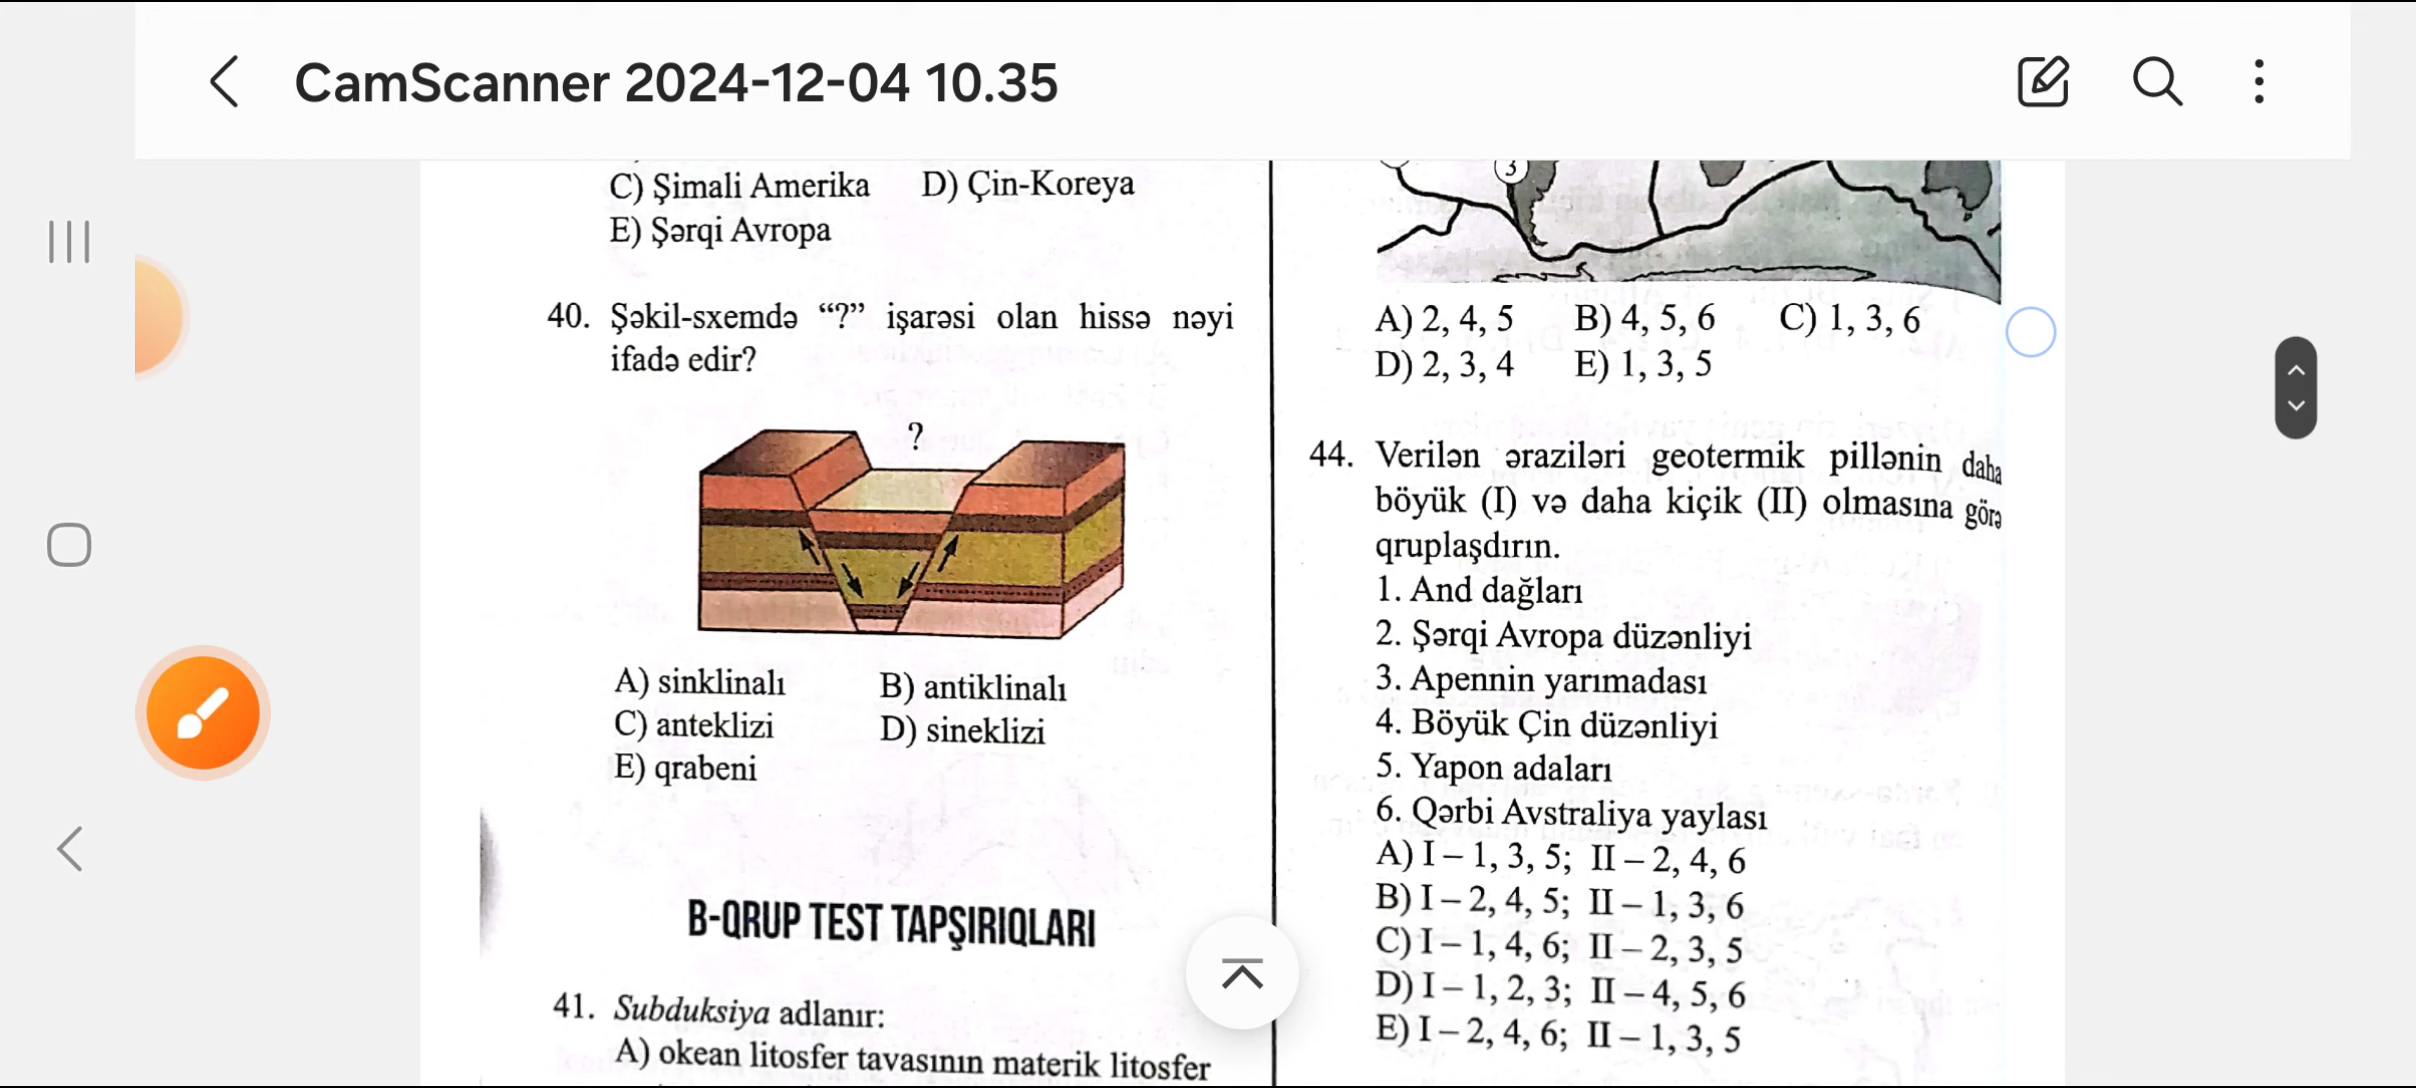 CamScanner 2024-12-04 10.35
C) Şimali Amerika D) Çin-Koreya
E) Şərqi Avropa
40. Şəkil-sxemdə “?” işarəsi olan hissə nəyi
ifadə edir?
?
A) sinklinalı B) antiklinalı
C) anteklizi D) sineklizi
E) qrabeni
B-QRUP TEST TAPŞIRIQLARI
41. Subduksiya adlanır:
A) okean litosfer tavasının materik litosfer
3
A) 2, 4, 5 B) 4, 5, 6 C) 1, 3, 6
D) 2, 3, 4 E) 1, 3, 5
44. Verilən əraziləri geotermik pillənin daha
böyük (I) və daha kiçik (II) olmasına görə
qruplaşdırın.
1. And dağları
2. Şərqi Avropa düzənliyi
3. Apennin yarımadası
4. Böyük Çin düzənliyi
5. Yapon adaları
6. Qərbi Avstraliya yaylası
A) I – 1, 3, 5; II – 2, 4, 6
B) I – 2, 4, 5; II – 1, 3, 6
C) I – 1, 4, 6; II – 2, 3, 5
D) I – 1, 2, 3; II – 4, 5, 6
E) I – 2, 4, 6; II – 1, 3, 5